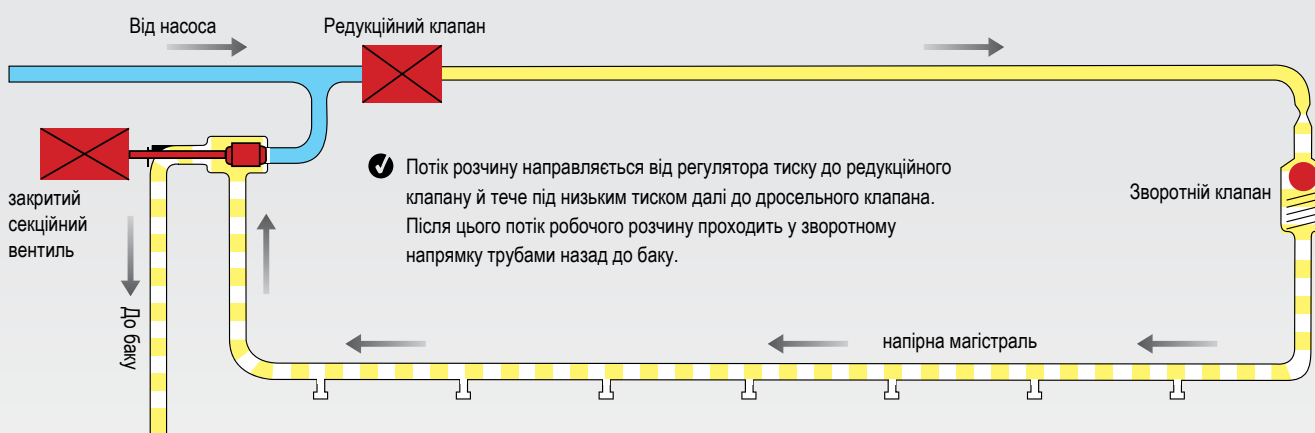 Від насоса
Редукційний клапан
закритий
секційний
вентиль
До баку
Потік розчину направляється від регулятора тиску до редукційного
клапану й тече під низьким тиском далі до дросельного клапана.
Після цього потік робочого розчину проходить у зворотному
напрямку трубами назад до баку.
Зворотній клапан
напірна магістраль